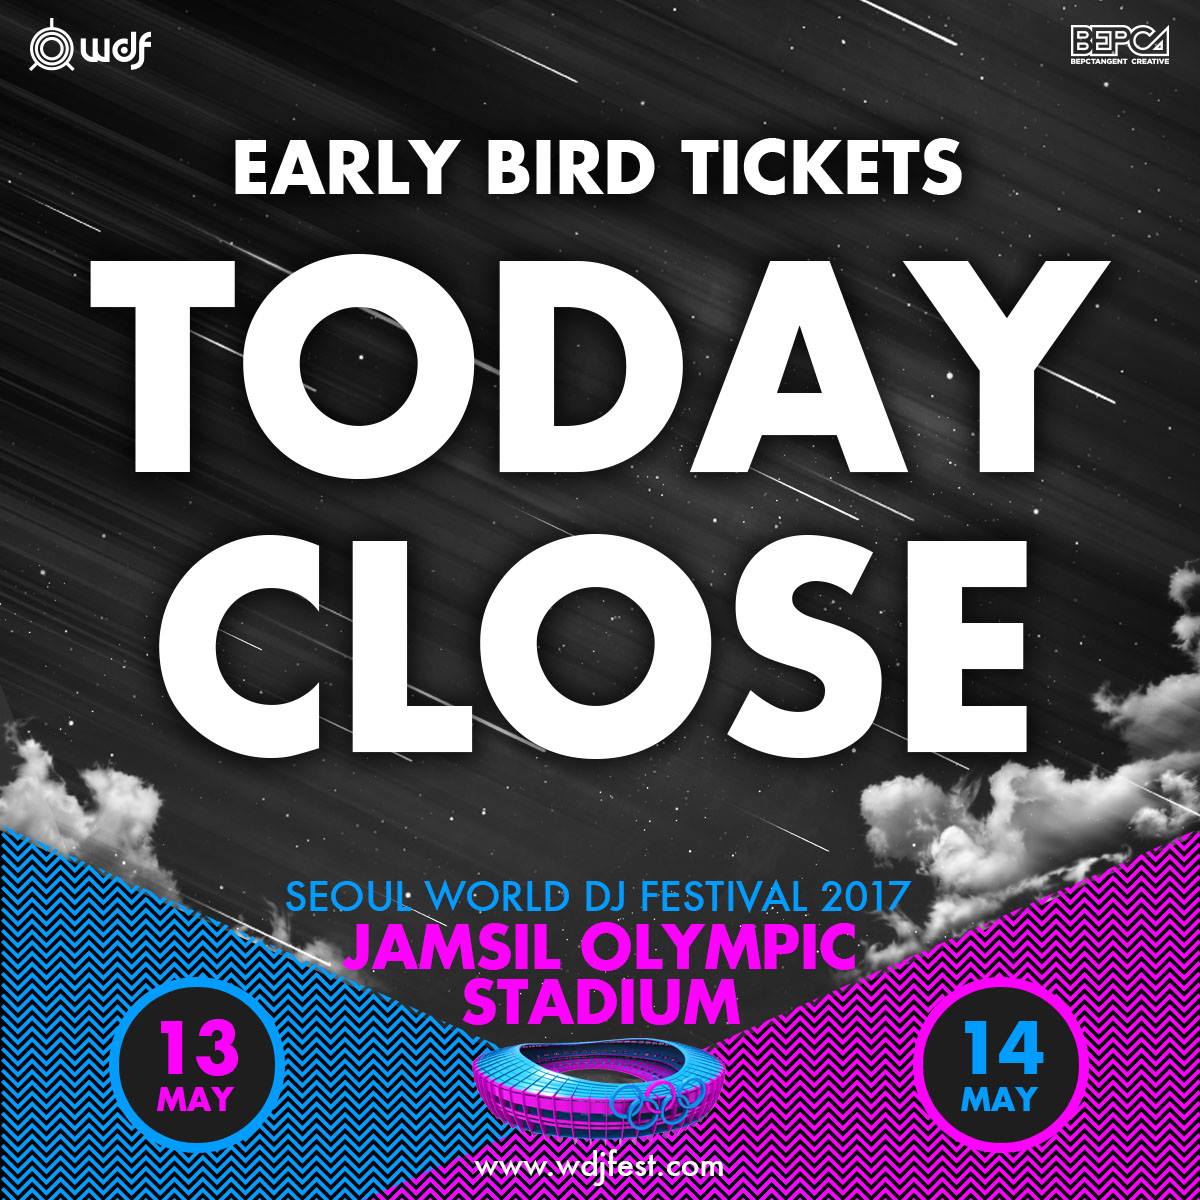 wdf
BEPCA
BEPCTANGENT CREATIVE
EARLY BIRD TICKETS
TODAY
CLOSE
SEOUL WORLD DJ FESTIVAL 2017
JAMSIL OLYMPIC
STADIUM
13
MAY
14
MAY
www.wdjfest.com